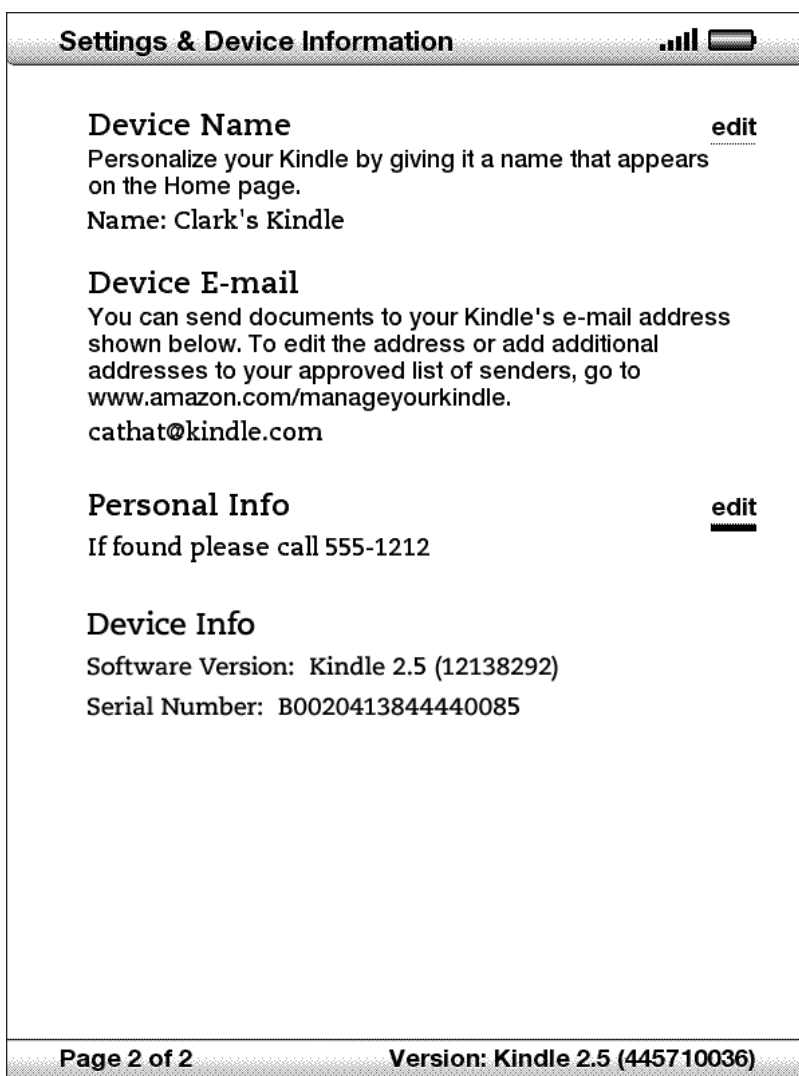 Settings & Device Information
Device Name
edit
Personalize your Kindle by giving it a name that appears
on the Home page.
Name: Clark's Kindle
Device E-mail
You can send documents to your Kindle's e-mail address
shown below. To edit the address or add additional
addresses to your approved list of senders, go to
www.amazon.com/manageyourkindle.
cathat@kindle.com
Personal Info
edit
If found please call 555-1212
Device Info
Software Version: Kindle 2.5 (12138292)
Serial Number: B0020413844440085
Page 2 of 2
Version: Kindle 2.5 (445710036)